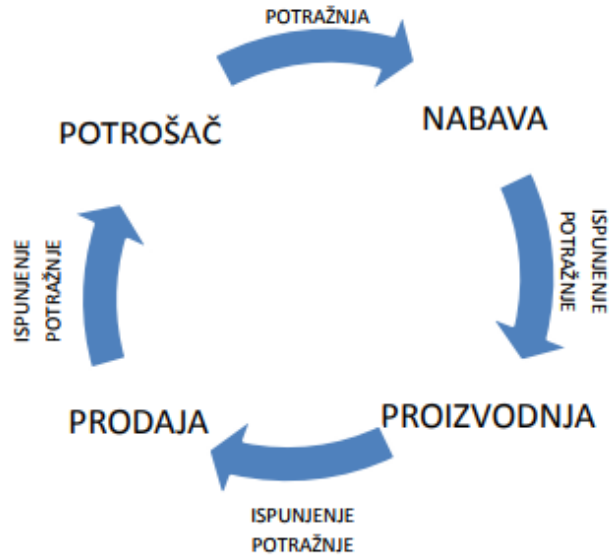 POTRAŽNJA
POTROŠAČ
NABAVA
ISPUNJENJE
POTRAŽNJE
ISPUNJENJE
POTRAŽNJE
PRODAJA
PROIZVODNJA
ISPUNJENJE
POTRAŽNJE